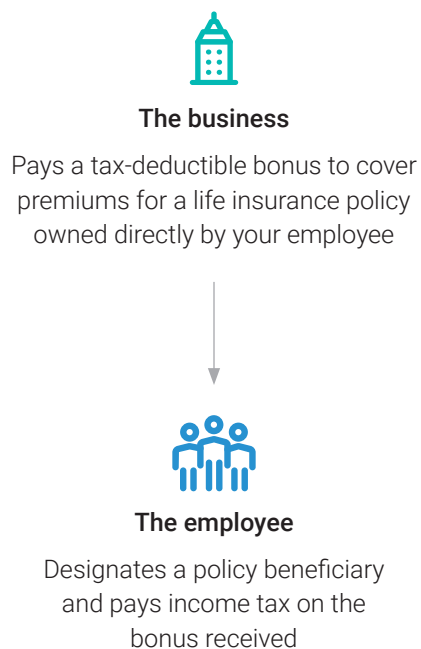 The business
Pays a tax-deductible bonus to cover
premiums for a life insurance policy
owned directly by your employee
The employee
Designates a policy beneficiary
and pays income tax on the
bonus received